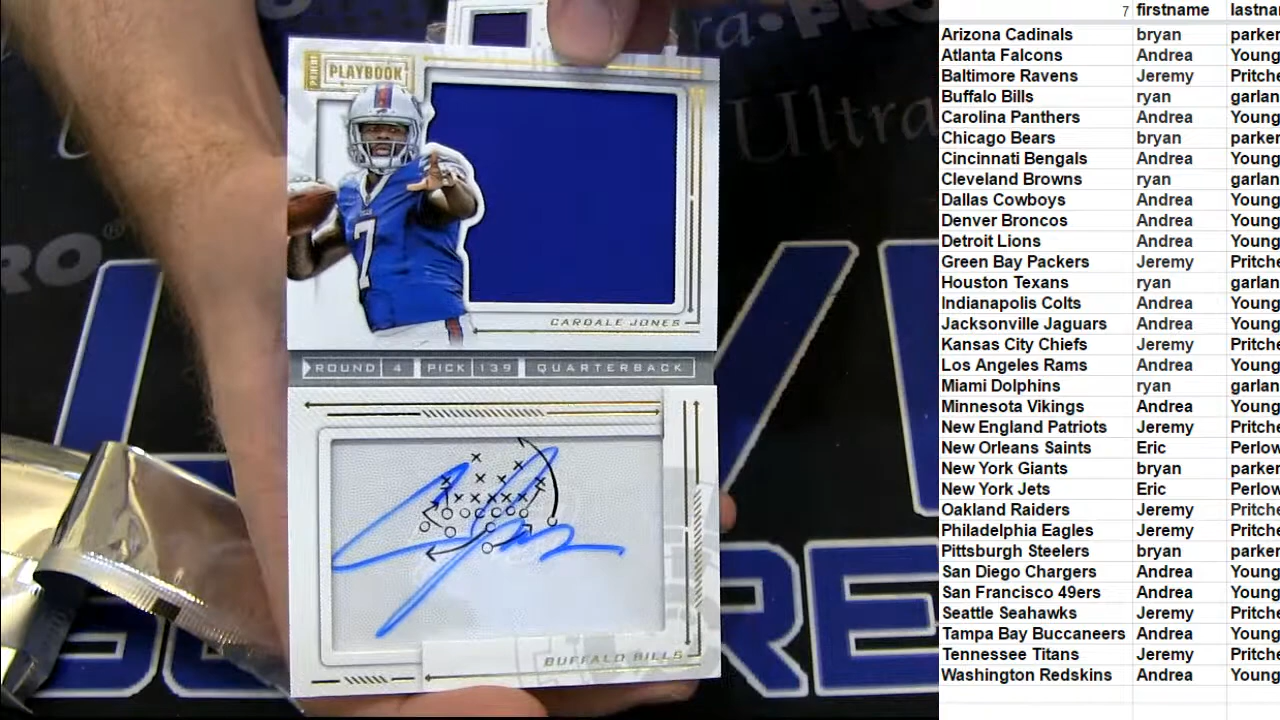 PANINI
PLAYBOOK
7
CARDALE JONES
ROUND 4 PICK 139 QUARTERBACK
BUFFALO BILLS
Ultra
PRO®
7 firstname lastnam
Arizona Cadinals bryan parker
Atlanta Falcons Andrea Young
Baltimore Ravens Jeremy Pritche
Buffalo Bills ryan garlan
Carolina Panthers Andrea Young
Chicago Bears bryan parker
Cincinnati Bengals Andrea Young
Cleveland Browns ryan garlan
Dallas Cowboys Andrea Young
Denver Broncos Andrea Young
Detroit Lions Andrea Young
Green Bay Packers Jeremy Pritche
Houston Texans ryan garlan
Indianapolis Colts Andrea Young
Jacksonville Jaguars Andrea Young
Kansas City Chiefs Jeremy Pritche
Los Angeles Rams Andrea Young
Miami Dolphins ryan garlan
Minnesota Vikings Andrea Young
New England Patriots Jeremy Pritche
New Orleans Saints Eric Perlow
New York Giants bryan parker
New York Jets Eric Perlow
Oakland Raiders Jeremy Pritche
Philadelphia Eagles Jeremy Pritche
Pittsburgh Steelers bryan parker
San Diego Chargers Andrea Young
San Francisco 49ers Andrea Young
Seattle Seahawks Jeremy Pritche
Tampa Bay Buccaneers Andrea Young
Tennessee Titans Jeremy Pritche
Washington Redskins Andrea Young